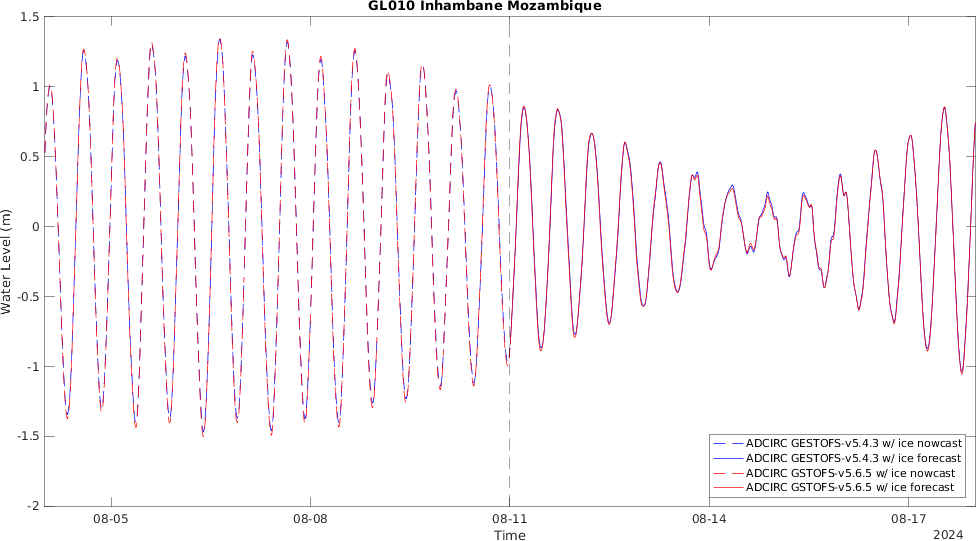 GL010 Inhambane Mozambique
1.5
1
0.5
0
-0.5
-1
-1.5
-2
Water Level (m)
08-05
08-08
08-11
08-14
08-17
Time
2024
ADCIRC GESTOFS-v5.4.3 w/ ice nowcast
ADCIRC GESTOFS-v5.4.3 w/ ice forecast
ADCIRC GSTOFS-v5.6.5 w/ ice nowcast
ADCIRC GSTOFS-v5.6.5 w/ ice forecast